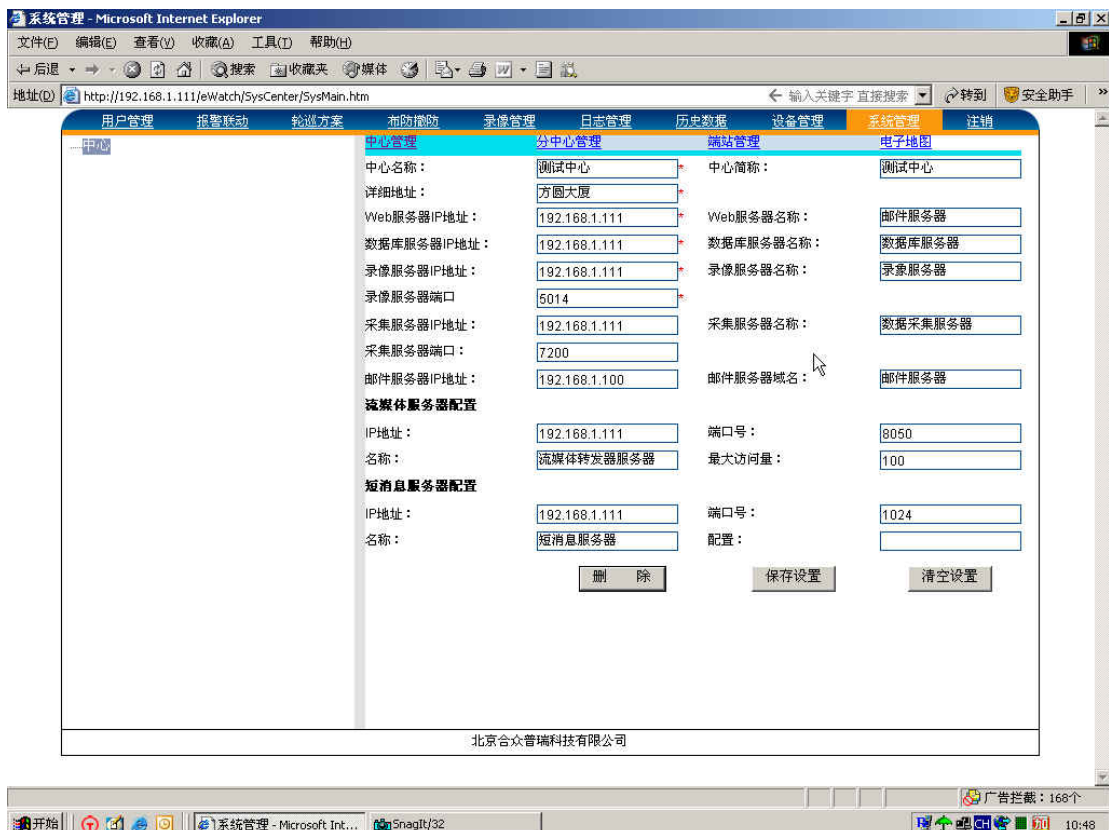 系统管理 - Microsoft Internet Explorer
文件(F) 编辑(E) 查看(V) 收藏(A) 工具(T) 帮助(H)
后退 搜索 收藏夹 媒体
地址(D) http://192.168.1.111/eWatch/SysCenter/SysMain.htm 输入关键字 直接搜索 转到 安全助手 »
用户管理 报警联动 轮巡方案 布防撤防 录像管理 日志管理 历史数据 设备管理 系统管理 注销
中心 中心管理 分中心管理 端站管理 电子地图
中心名称: 测试中心 * 中心简称: 测试中心
详细地址: 方圆大厦 *
Web服务器IP地址: 192.168.1.111 * Web服务器名称: 邮件服务器
数据库服务器IP地址: 192.168.1.111 * 数据库服务器名称: 数据库服务器
录像服务器IP地址: 192.168.1.111 * 录像服务器名称: 录象服务器
录像服务器端口 5014 *
采集服务器IP地址: 192.168.1.111 采集服务器名称: 数据采集服务器
采集服务器端口: 7200
邮件服务器IP地址: 192.168.1.100 邮件服务器域名: 邮件服务器
流媒体服务器配置
IP地址: 192.168.1.111 端口号: 8050
名称: 流媒体转发器服务器 最大访问量: 100
短消息服务器配置
IP地址: 192.168.1.111 端口号: 1024
名称: 短消息服务器 配置:
删 除 保存设置 清空设置
北京合众普瑞科技有限公司
广告拦截:168个
开始 系统管理 - Microsoft Int... SnagIt/32 CH 10:48